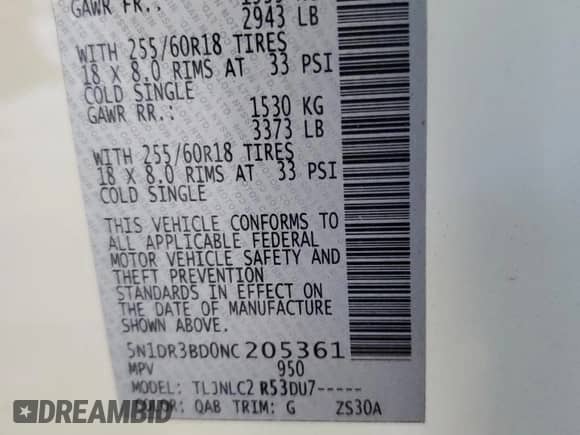 GAWR FR.:
2943 LB
WITH 255/60R18 TIRES
18 X 8.0 RIMS AT 33 PSI
COLD SINGLE
GAWR RR.: 1530 KG
3373 LB
WITH 255/60R18 TIRES
18 X 8.0 RIMS AT 33 PSI
COLD SINGLE
THIS VEHICLE CONFORMS TO
ALL APPLICABLE FEDERAL
MOTOR VEHICLE SAFETY AND
THEFT PREVENTION
STANDARDS IN EFFECT ON
THE DATE OF MANUFACTURE
SHOWN ABOVE.
5N1DR3BD0NC205361
MPV 950
MODEL: TLJNLC2 R53DU7-----
COLOR: QAB TRIM: G ZS30A
DREAMBID